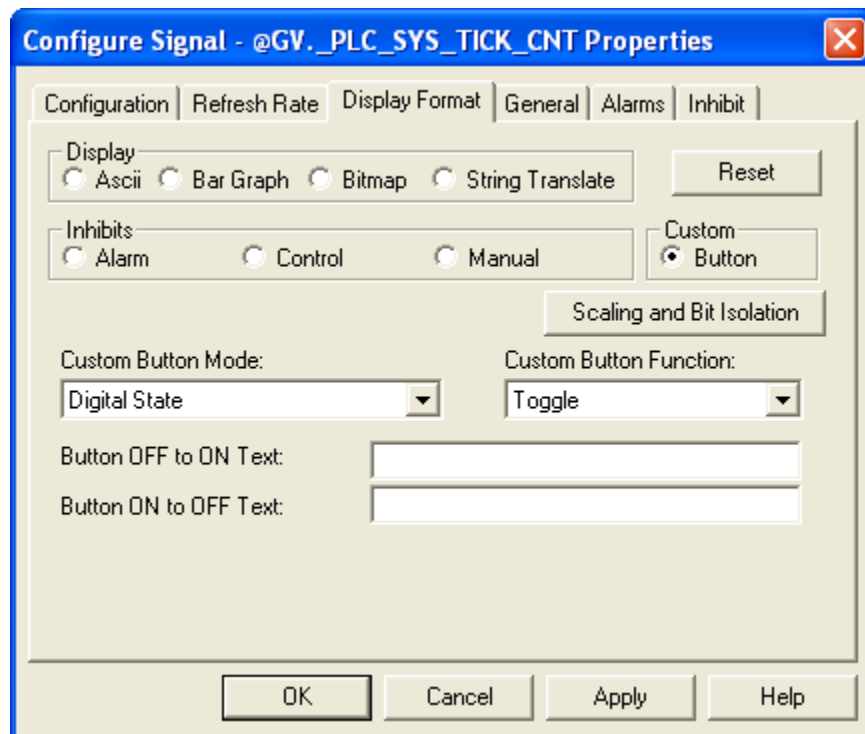 Configure Signal - @GV._PLC_SYS_TICK_CNT Properties
Configuration Refresh Rate Display Format General Alarms Inhibit
Display
Ascii Bar Graph Bitmap String Translate Reset
Inhibits Custom
Alarm Control Manual Button
Scaling and Bit Isolation
Custom Button Mode: Custom Button Function:
Digital State Toggle
Button OFF to ON Text:
Button ON to OFF Text:
OK Cancel Apply Help